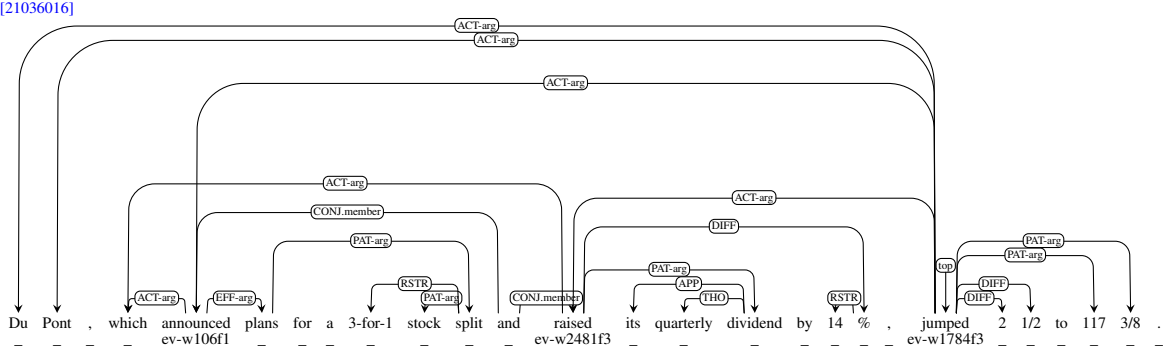 [21036016]
ACT-arg
ACT-arg
ACT-arg
ACT-arg
ACT-arg
CONJ.member
DIFF
PAT-arg
PAT-arg
PAT-arg
top
PAT-arg
RSTR
APP
DIFF
ACT-arg
EFF-arg
PAT-arg
CONJ.member
THO
RSTR
DIFF
Du Pont , which announced plans for a 3-for-1 stock split and raised its quarterly dividend by 14 % , jumped 2 1/2 to 117 3/8 .
_ _ _ _ ev-w106f1 _ _ _ _ _ _ _ ev-w2481f3 _ _ _ _ _ _ _ ev-w1784f3 _ _ _ _ _ _